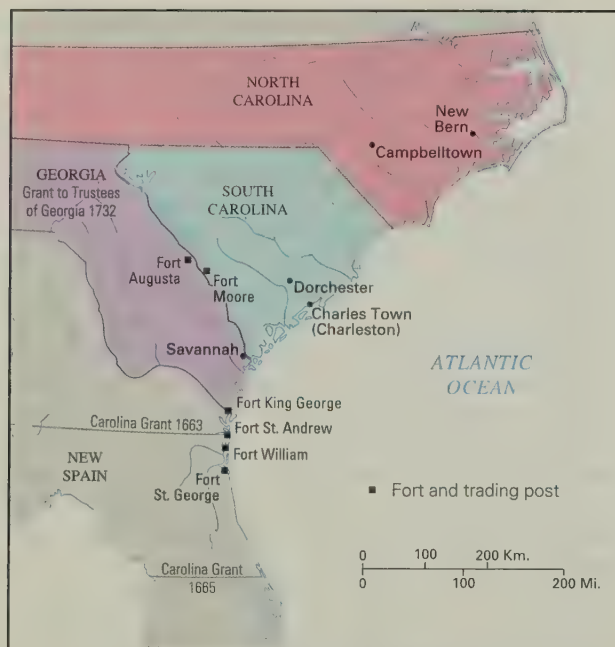 NORTH
CAROLINA
New
Bern
Campbelltown
GEORGIA
Grant to Trustees
of Georgia 1732
SOUTH
CAROLINA
Fort
Augusta
Fort
Moore
Dorchester
Charles Town
(Charleston)
Savannah
ATLANTIC
OCEAN
Fort King George
Carolina Grant 1663
Fort St. Andrew
Fort William
NEW
SPAIN
Fort
St. George
Fort and trading post
Carolina Grant
1665
0 100 200 Km.
0 100 200 Mi.